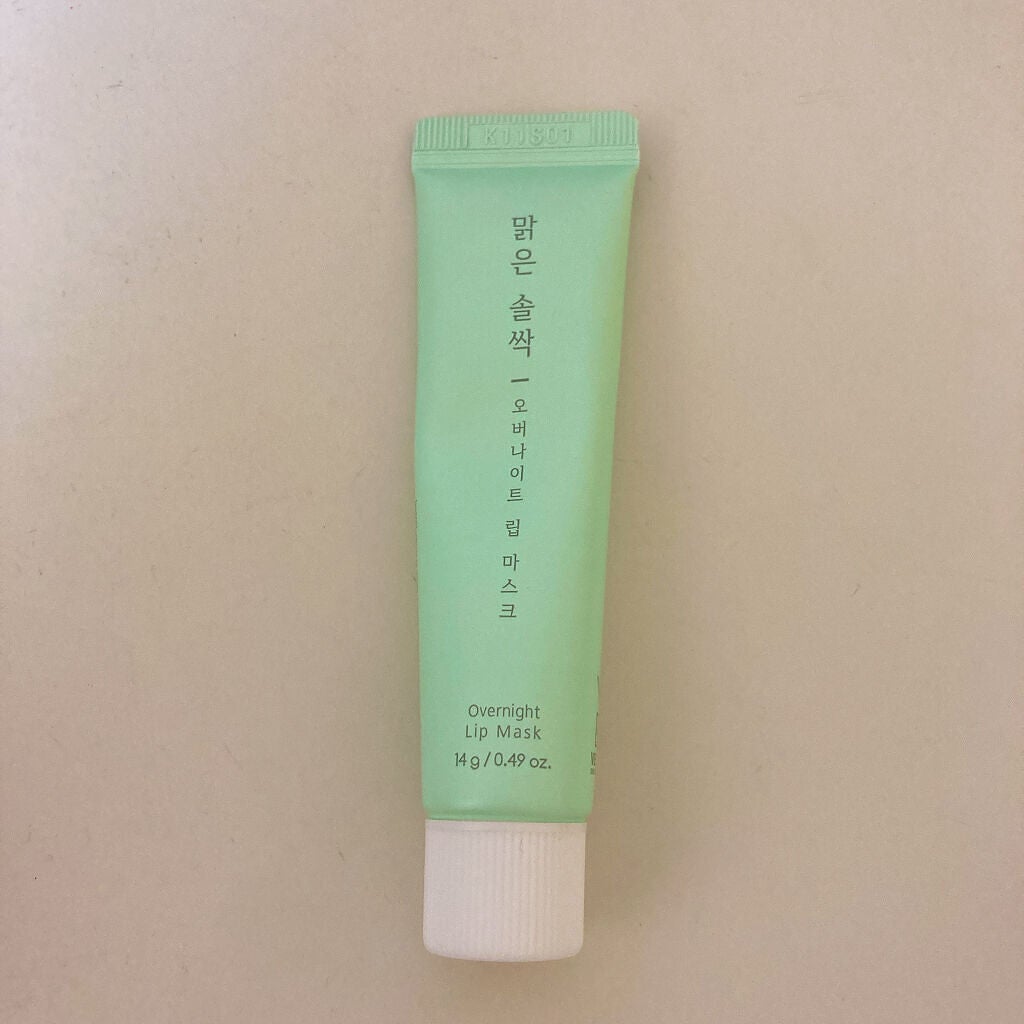 K11S01
맑은 솔싹
오버나이트 립 마스크
Overnight
Lip Mask
14 g / 0.49 oz.